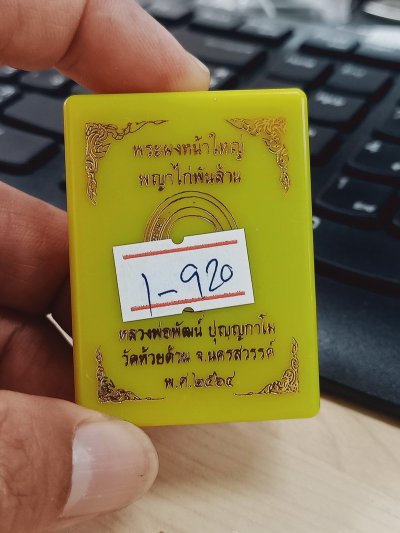 พระผงหน้าใหญ่
พญาไก่พันล้าน
1-920
หลวงพ่อพัฒน์ ปุญฺญกาโม
วัดห้วยด้วน จ.นครสวรรค์
พ.ศ.๒๕๖๔